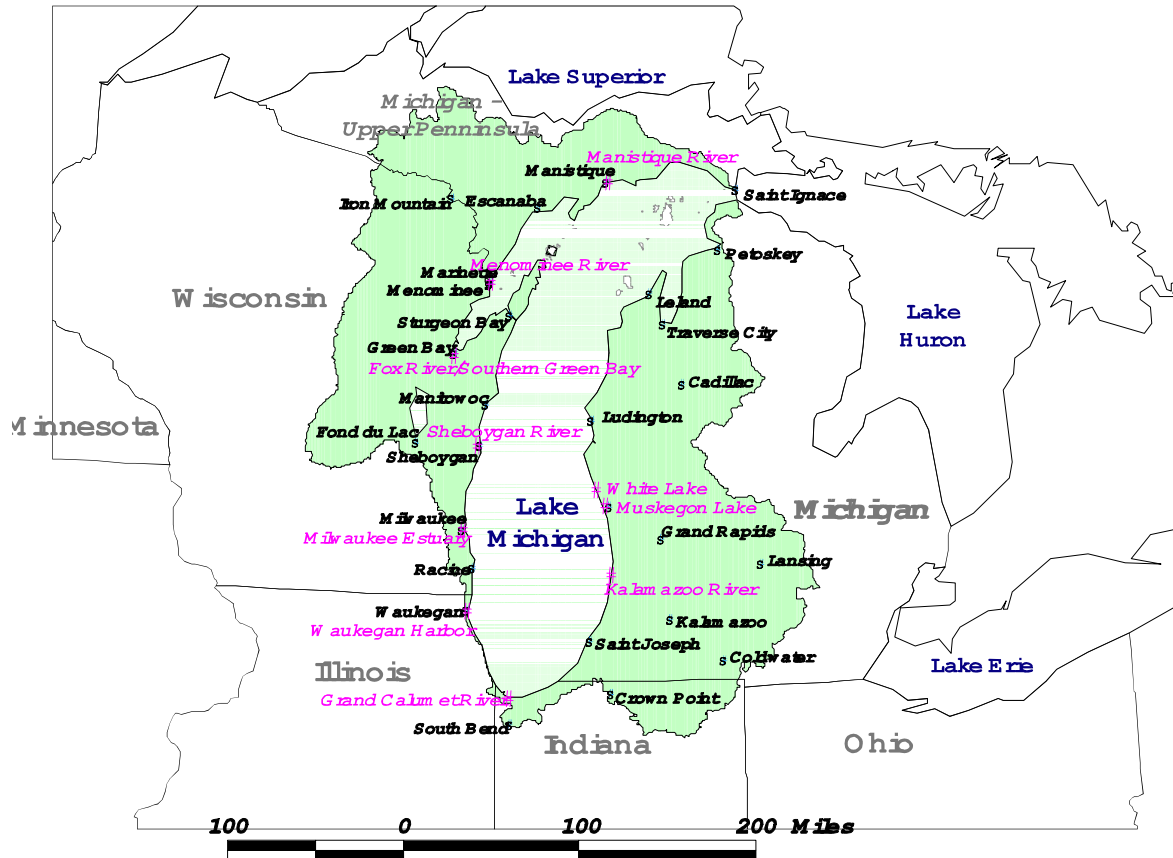 Lake Superior
Michigan -
Upper Penninsula
Manistique River
Manistique
Iron Mountain
Escanaba
Saint Ignace
Petoskey
Menominee River
Marinette
Menominee
Wisconsin
Leland
Lake
Huron
Sturgeon Bay
Traverse City
Green Bay
Fox River/Southern Green Bay
Cadillac
Manitowoc
Ludington
Minnesota
Fond du Lac
Sheboygan River
Sheboygan
White Lake
Muskegon Lake
Lake
Michigan
Michigan
Milwaukee
Milwaukee Estuary
Grand Rapids
Lansing
Racine
Kalamazoo River
Waukegan
Waukegan Harbor
Kalamazoo
Saint Joseph
Coldwater
Illinois
Lake Erie
Grand Calumet River
Crown Point
South Bend
Indiana
Ohio
100 0 100 200 Miles